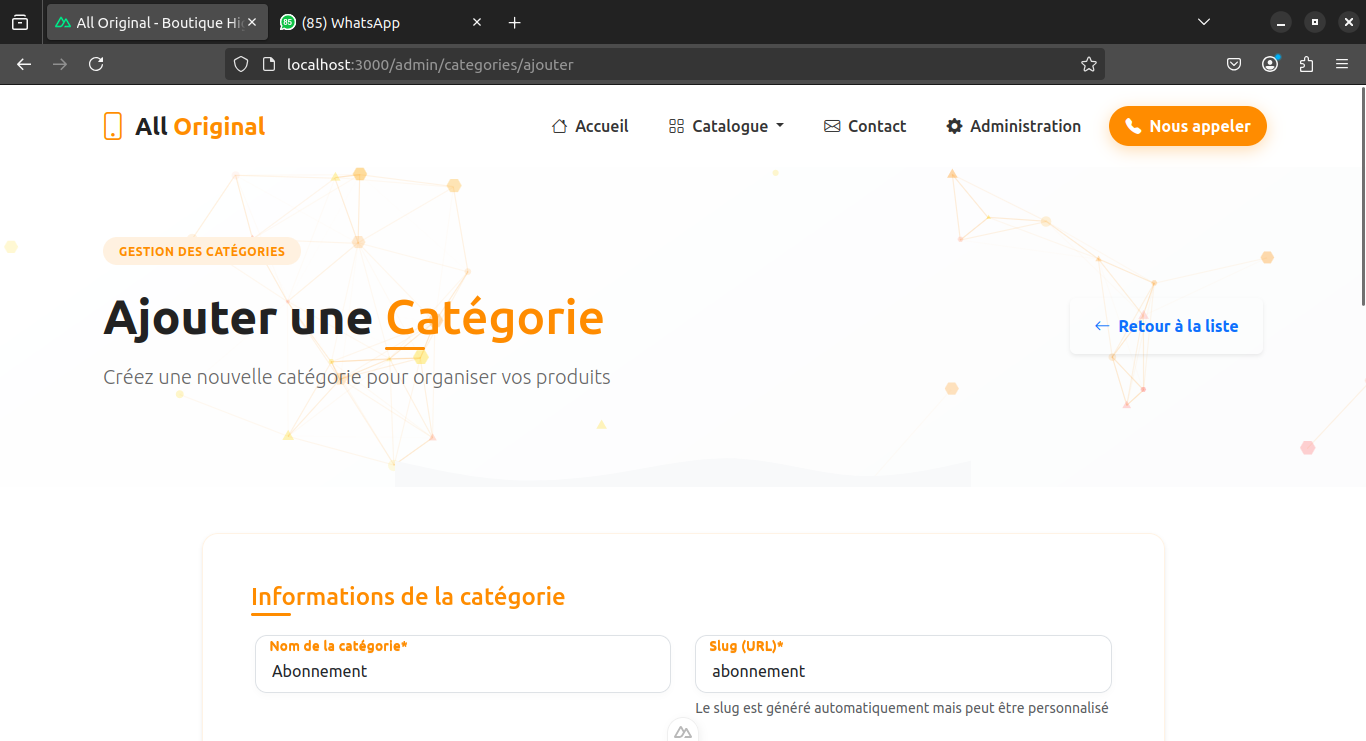 All Original - Boutique Hi
85
(85) WhatsApp
localhost:3000/admin/categories/ajouter
All Original
Accueil
Catalogue
Contact
Administration
Nous appeler
GESTION DES CATÉGORIES
Ajouter une Catégorie
Retour à la liste
Créez une nouvelle catégorie pour organiser vos produits
Informations de la catégorie
Nom de la catégorie*
Abonnement
Slug (URL)*
abonnement
Le slug est généré automatiquement mais peut être personnalisé